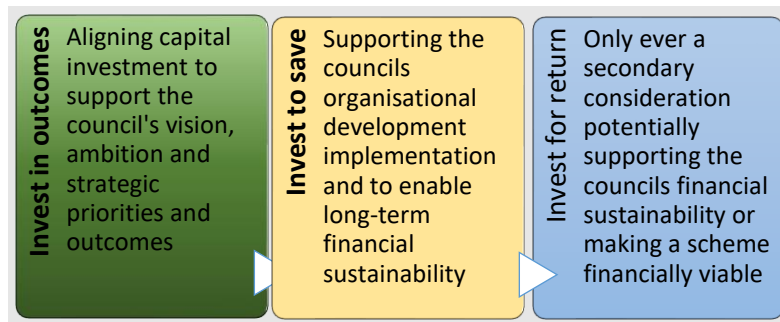 Invest in outcomes
Aligning capital
investment to
support the
council's vision,
ambition and
strategic
priorities and
outcomes
Invest to save
Supporting the
councils
organisational
development
implementation
and to enable
long-term
financial
sustainability
Invest for return
Only ever a
secondary
consideration
potentially
supporting the
councils financial
sustainability or
making a scheme
financially viable